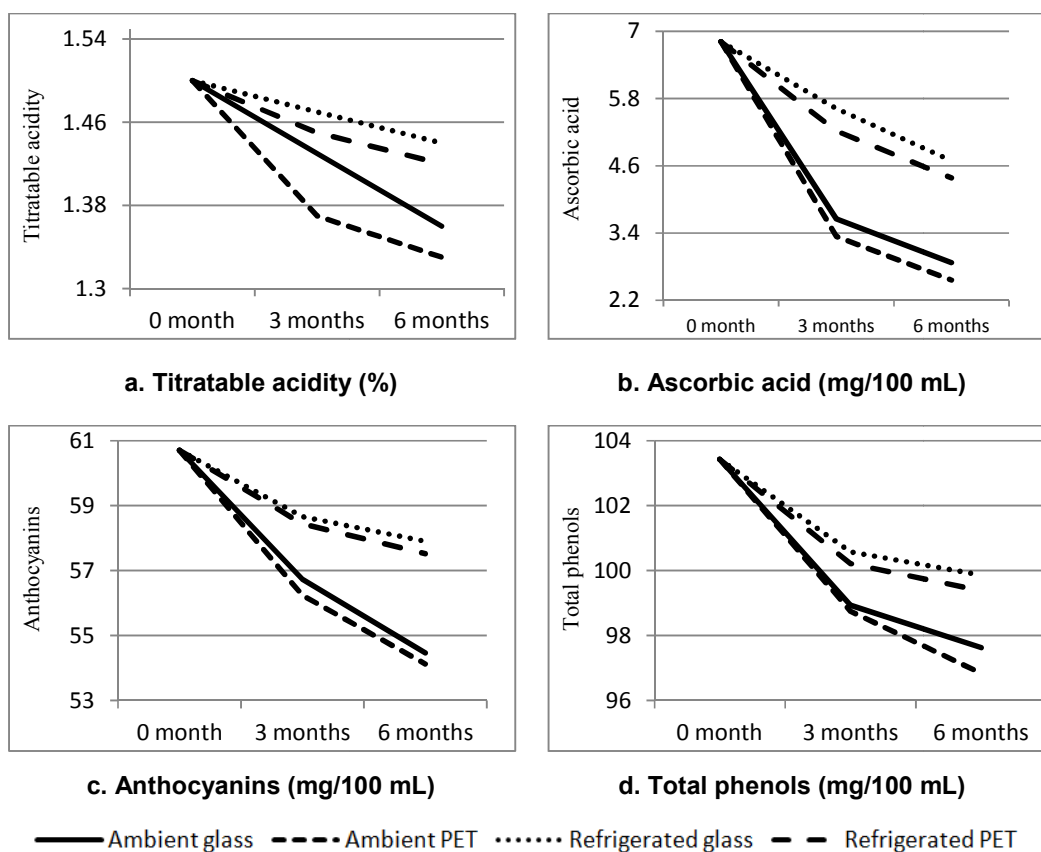 1.54
1.46
1.38
1.3
Titratable acidity
0 month 3 months 6 months
a. Titratable acidity (%)
7
5.8
4.6
3.4
2.2
Ascorbic acid
0 month 3 months 6 months
b. Ascorbic acid (mg/100 mL)
61
59
57
55
53
Anthocyanins
0 month 3 months 6 months
c. Anthocyanins (mg/100 mL)
104
102
100
98
96
Total phenols
0 month 3 months 6 months
d. Total phenols (mg/100 mL)
Ambient glass Ambient PET Refrigerated glass Refrigerated PET